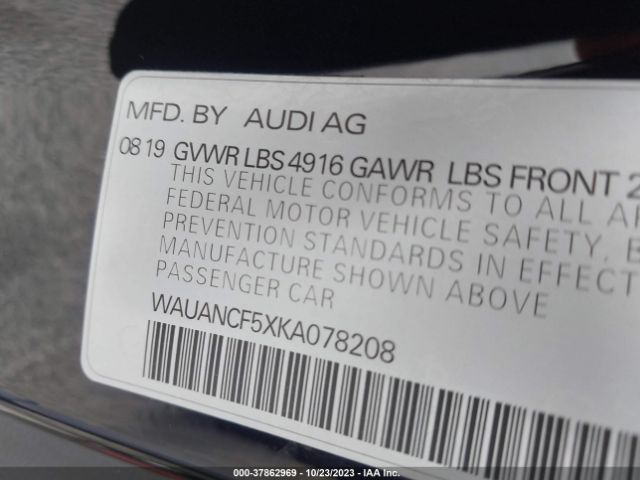 MFD. BY AUDI AG
08 19 GVWR LBS 4916 GAWR LBS FRONT 2
THIS VEHICLE CONFORMS TO ALL
FEDERAL MOTOR VEHICLE SAFETY,
PREVENTION STANDARDS IN EFFECT
MANUFACTURE SHOWN ABOVE
PASSENGER CAR
WAUANCF5XKA078208
000-37862969 - 10/23/2023 - IAA Inc.